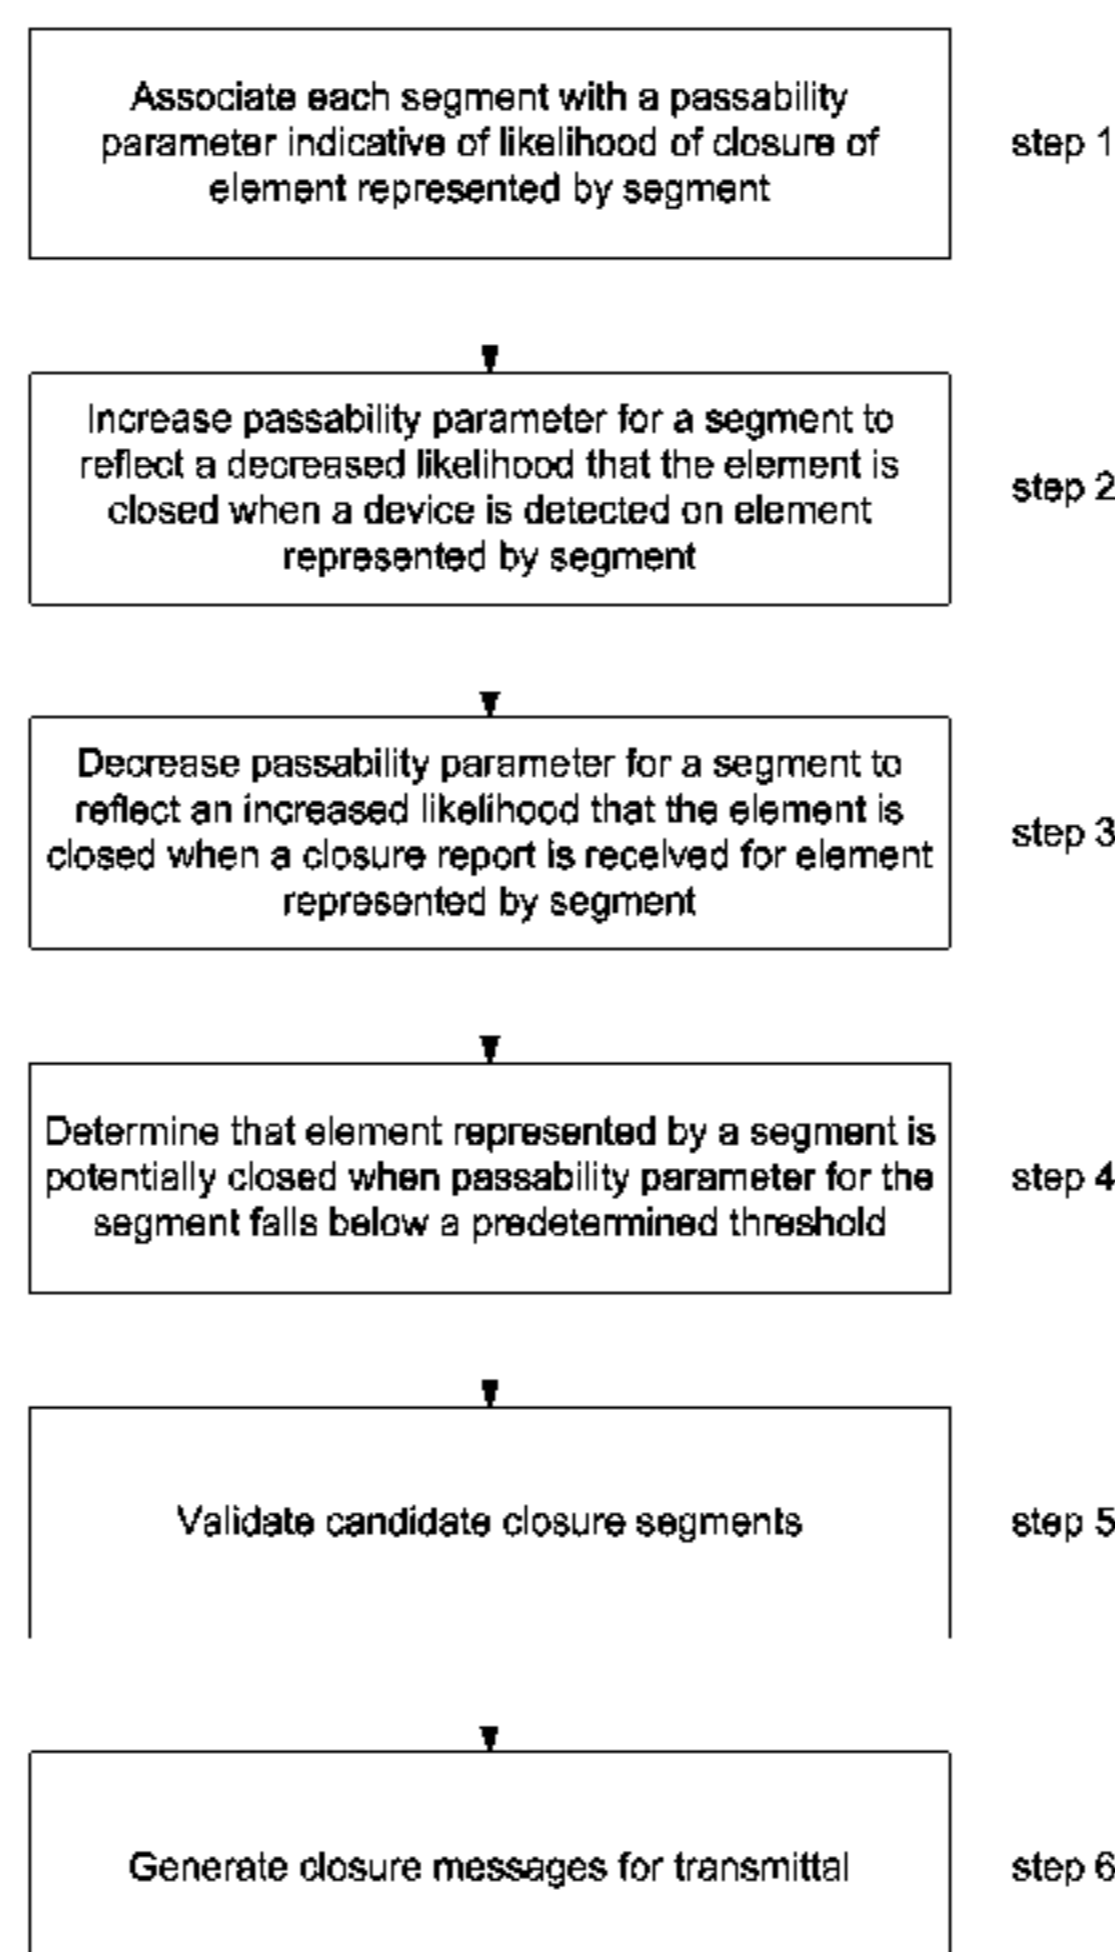 Associate each segment with a passability
parameter indicative of likelihood of closure of
element represented by segment
step 1
Increase passability parameter for a segment to
reflect a decreased likelihood that the element is
closed when a device is detected on element
represented by segment
step 2
Decrease passability parameter for a segment to
reflect an increased likelihood that the element is
closed when a closure report is received for element
represented by segment
step 3
Determine that element represented by a segment is
potentially closed when passability parameter for the
segment falls below a predetermined threshold
step 4
Validate candidate closure segments
step 5
Generate closure messages for transmittal
step 6